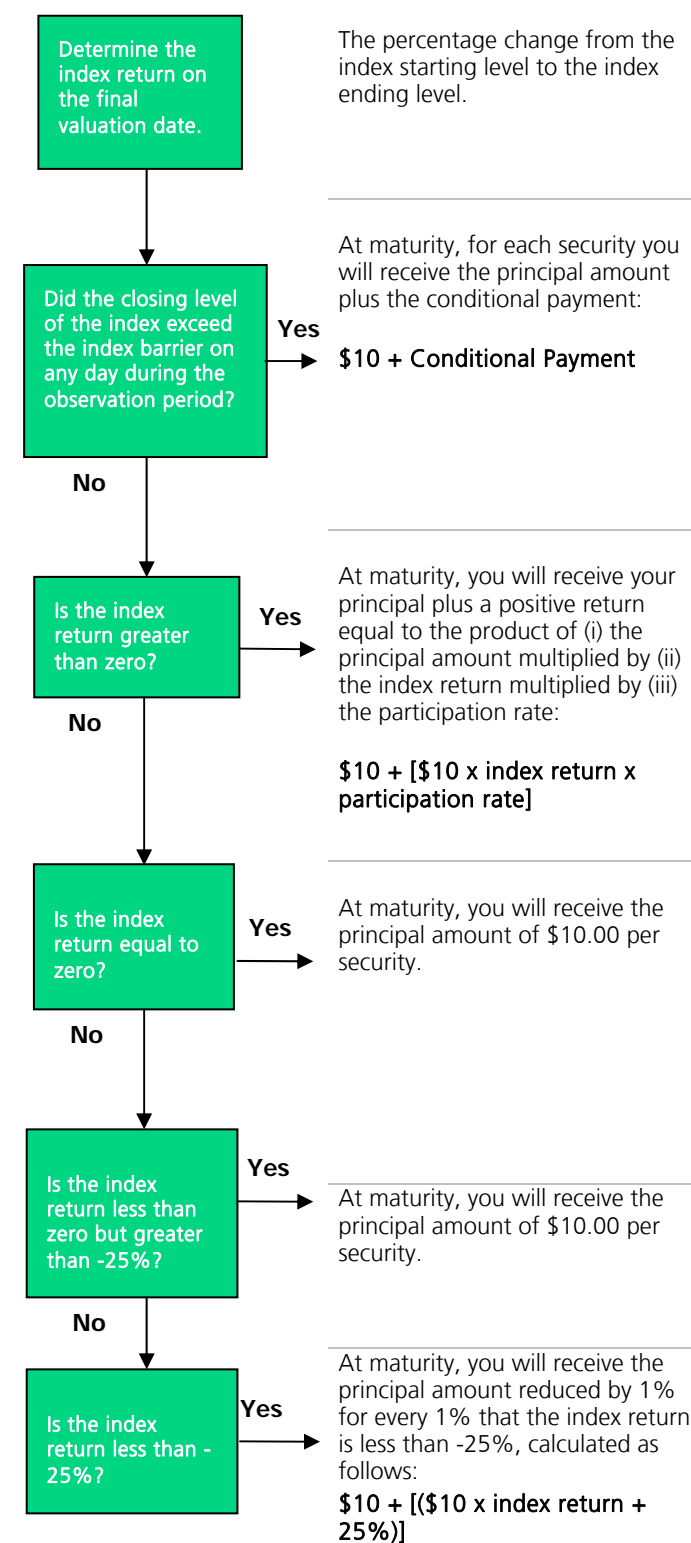 Determine the
index return on
the final
valuation date.
The percentage change from the
index starting level to the index
ending level.
Did the closing level
of the index exceed
the index barrier on
any day during the
observation period?
Yes
At maturity, for each security you
will receive the principal amount
plus the conditional payment:
$10 + Conditional Payment
No
Is the index
return greater
than zero?
Yes
At maturity, you will receive your
principal plus a positive return
equal to the product of (i) the
principal amount multiplied by (ii)
the index return multiplied by (iii)
the participation rate:
$10 + [$10 x index return x
participation rate]
No
Is the index
return equal to
zero?
Yes
At maturity, you will receive the
principal amount of $10.00 per
security.
No
Is the index
return less than
zero but greater
than -25%?
Yes
At maturity, you will receive the
principal amount of $10.00 per
security.
No
Is the index
return less than -
25%?
Yes
At maturity, you will receive the
principal amount reduced by 1%
for every 1% that the index return
is less than -25%, calculated as
follows:
$10 + [($10 x index return +
25%)]